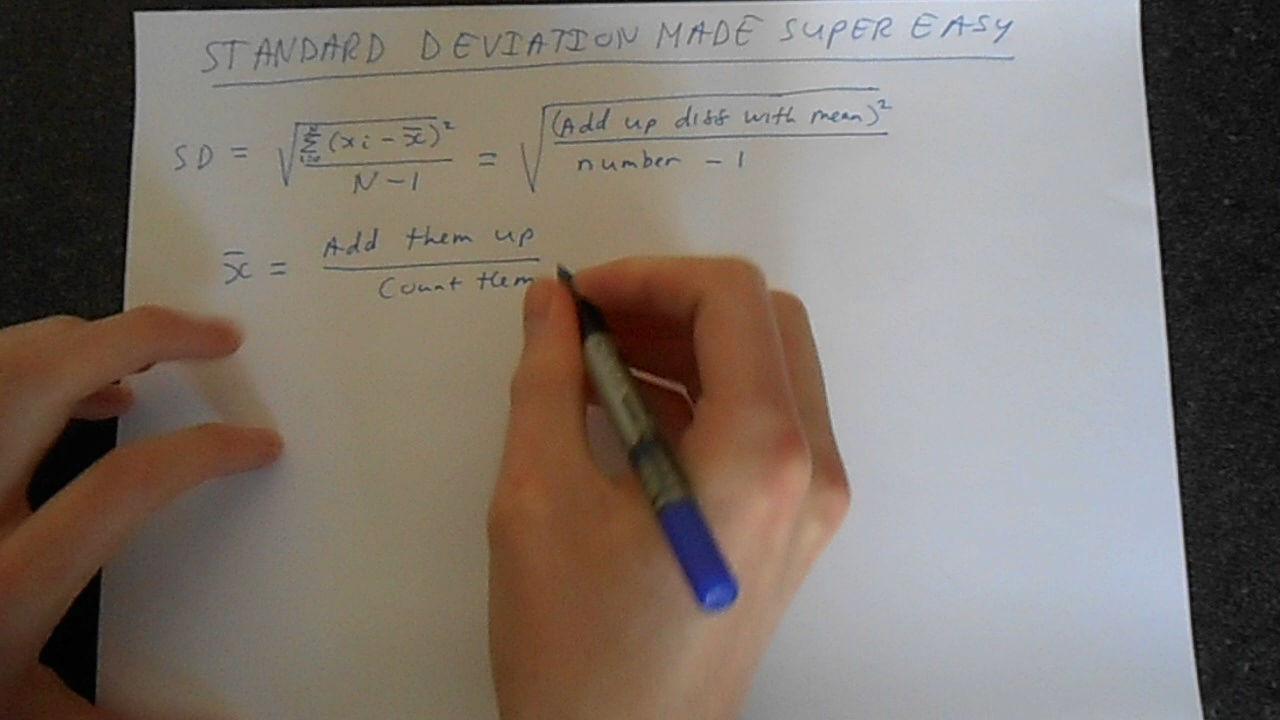 STANDARD DEVIATION MADE SUPER EASY
SD = √(Σ(xi - x̄)² / N - 1) = √((Add up diff with mean)² / number - 1)
x̄ = Add them up / Count them